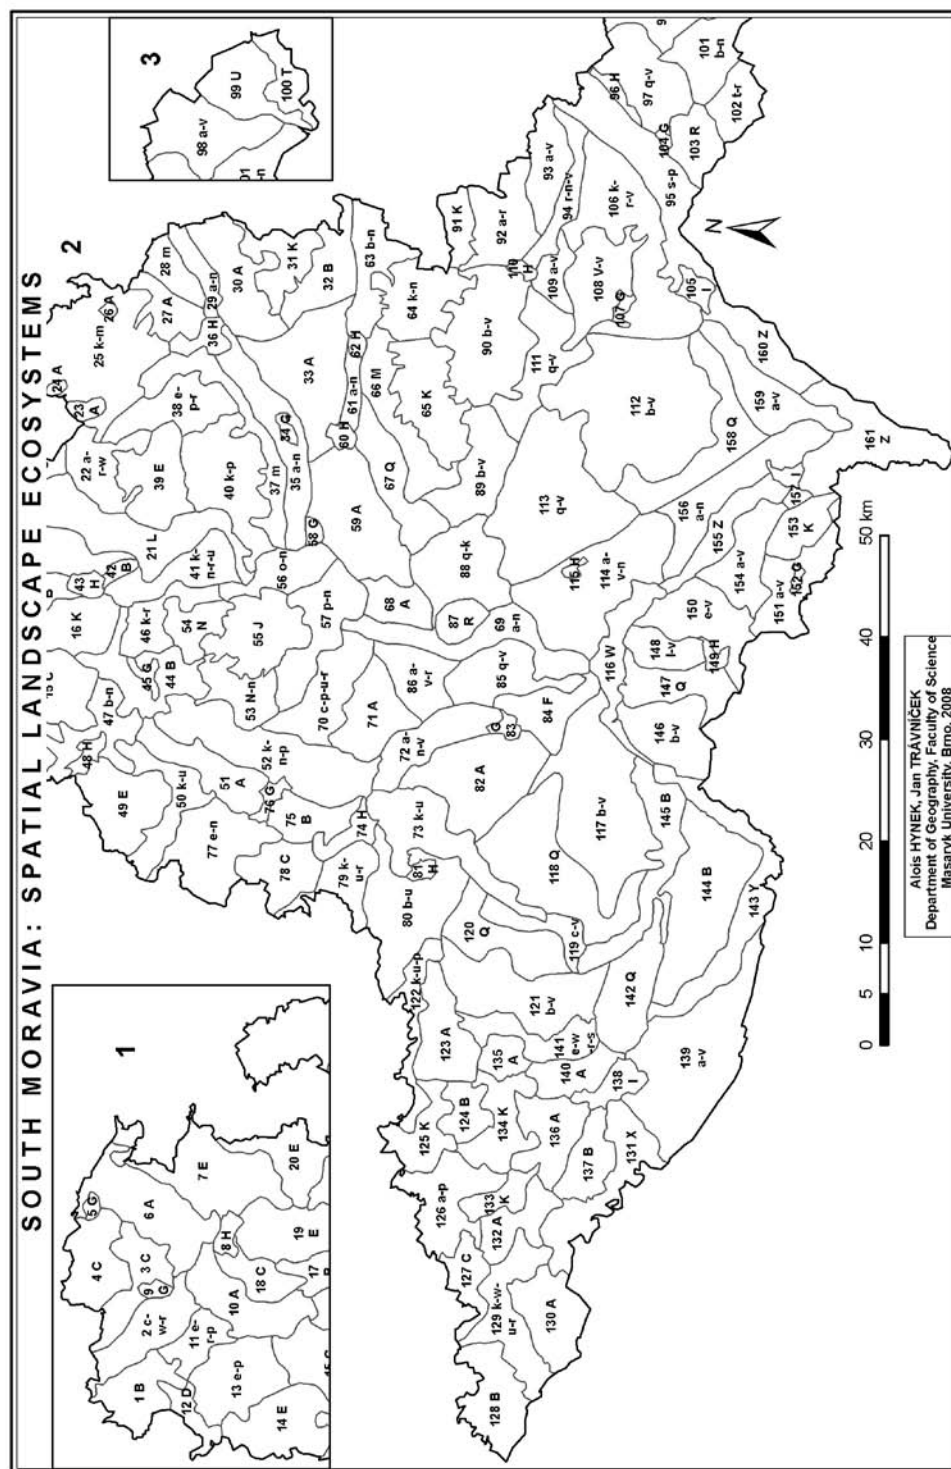 SOUTH MORAVIA: SPATIAL LANDSCAPE ECOSYSTEMS
1
1 B
2 c-
w-r
3 C
4 C
5 G
6 A
7 E
8 H
9
G
10 A
11 e-
r-p
12 D
13 e-p
14 E
17
18 C
19
E
20 E
2
15 C
16 K
21 L
22 a-
r-w
23
A
24 A
25 k-m
26 A
27 A
28 m
29 a-n
30 A
31 K
32 B
33 A
34 G
35 a-n
36 H
37 m
38 e-
p-r
39 E
40 k-p
41 k-
n-r-u
42
B
43
H
44 B
45 G
46 k-r
47 b-n
48 H
49 E
50 k-u
51
A
52 k-
n-p
53 N-n
54
N
55 J
56 o-n
57 p-n
58 G
59 A
60 H
61 a-n
62 H
63 b-n
64 k-n
65 K
66 M
67 Q
68
A
69
a-n
70 c-p-u-r
71 A
72 a-
n-v
73 k-u
74 H
75
B
76 G
77 e-n
78 C
79 k-
u-r
80 b-u
81
H
82 A
G
83
84 F
85 q-v
86 a-
v-r
87
R
88 q-k
89 b-v
90 b-v
91 K
92 a-r
93 a-v
94 r-n-v
95 s-p
96 H
97 q-v
101
b-n
102 t-r
103 R
104 G
105
I
106 k-
r-v
107 G
108 V-v
109 a-v
110
H
111
q-v
112
b-v
113
q-v
114 a-
v-n
115 H
116 W
117 b-v
118 Q
119 c-v
120
Q
121
b-v
122 k-u-p
123 A
124 B
125 K
126 a-p
127 C
128 B
129 k-w-
u-r
130 A
131 X
132 A
133
K
134 K
135
A
136 A
137 B
138
I
139
a-v
140
A
141
e-w
-r-s
142 Q
143 Y
144 B
145 B
146
b-v
147
Q
148
l-v
149 H
150
e-v
151 a-v
152 G
153
K
154 a-v
155 Z
156
a-n
157 I
158 Q
159
a-v
160 Z
161
Z
3
98 a-v
99 U
100 T
N
0 5 10 20 30 40 50 km
Alois HYNEK, Jan TRÁVNÍČEK
Department of Geography, Faculty of Science
Masaryk University, Brno, 2008